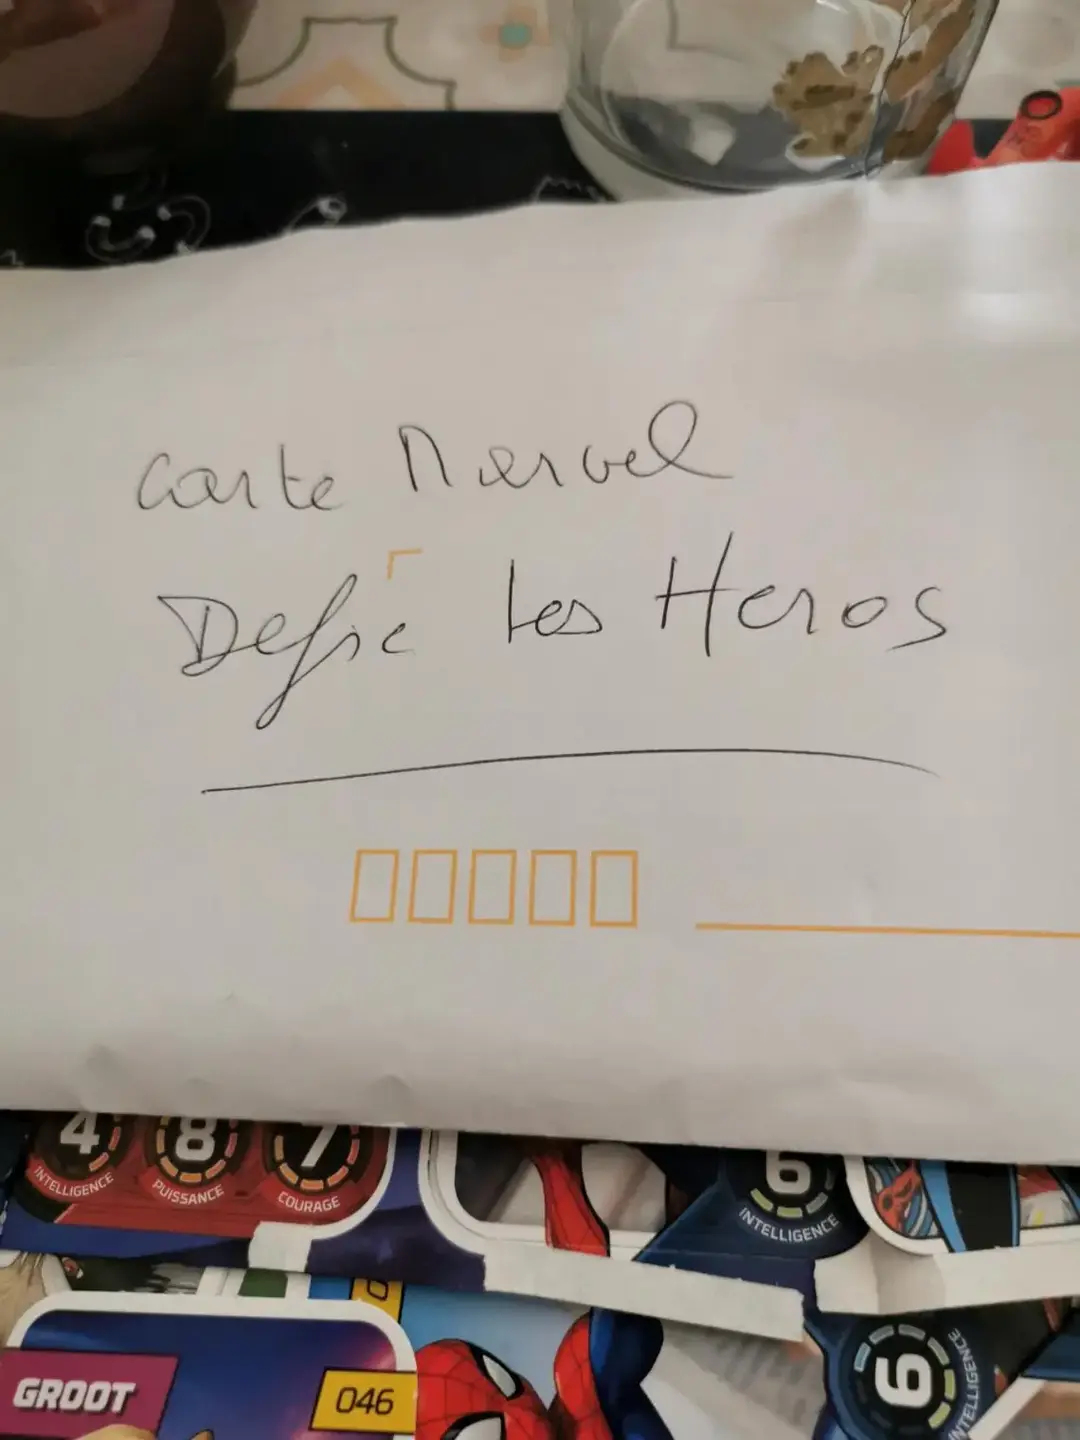 Carte Marvel
Defie les Heros
4 8 7
INTELLIGENCE PUISSANCE COURAGE
6
INTELLIGENCE
GROOT 046
6
INTELLIGENCE